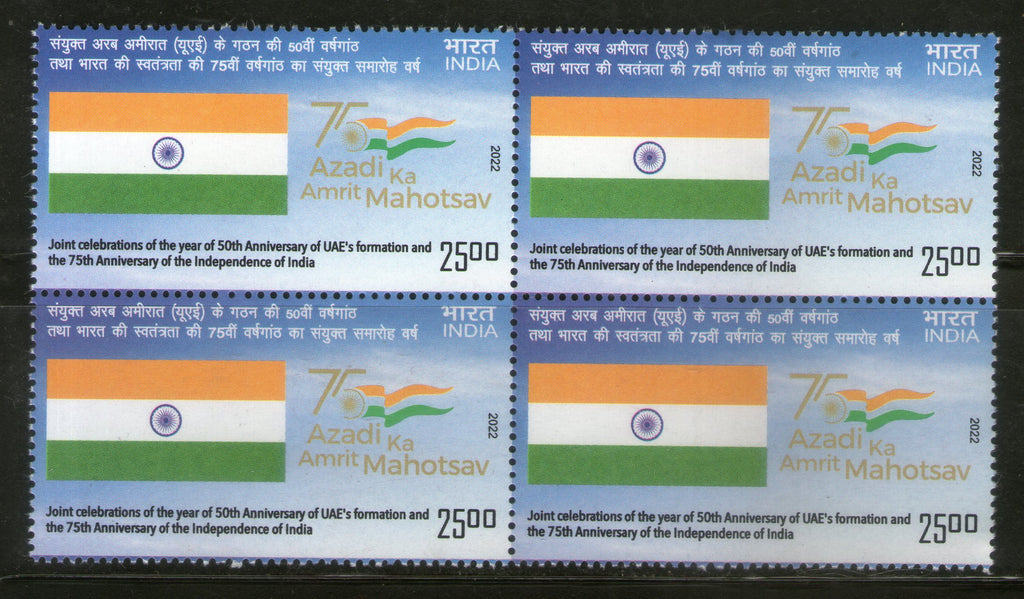 संयुक्त अरब अमीरात (यूएई) के गठन की 50वीं वर्षगांठ
तथा भारत की स्वतंत्रता की 75वीं वर्षगांठ का संयुक्त समारोह वर्ष
भारत
INDIA
75
Azadi Ka
Amrit Mahotsav
2022
Joint celebrations of the year of 50th Anniversary of UAE's formation and
the 75th Anniversary of the Independence of India
2500
संयुक्त अरब अमीरात (यूएई) के गठन की 50वीं वर्षगांठ
तथा भारत की स्वतंत्रता की 75वीं वर्षगांठ का संयुक्त समारोह वर्ष
भारत
INDIA
75
Azadi Ka
Amrit Mahotsav
2022
Joint celebrations of the year of 50th Anniversary of UAE's formation and
the 75th Anniversary of the Independence of India
2500
संयुक्त अरब अमीरात (यूएई) के गठन की 50वीं वर्षगांठ
तथा भारत की स्वतंत्रता की 75वीं वर्षगांठ का संयुक्त समारोह वर्ष
भारत
INDIA
75
Azadi Ka
Amrit Mahotsav
2022
Joint celebrations of the year of 50th Anniversary of UAE's formation and
the 75th Anniversary of the Independence of India
2500
संयुक्त अरब अमीरात (यूएई) के गठन की 50वीं वर्षगांठ
तथा भारत की स्वतंत्रता की 75वीं वर्षगांठ का संयुक्त समारोह वर्ष
भारत
INDIA
75
Azadi Ka
Amrit Mahotsav
2022
Joint celebrations of the year of 50th Anniversary of UAE's formation and
the 75th Anniversary of the Independence of India
2500